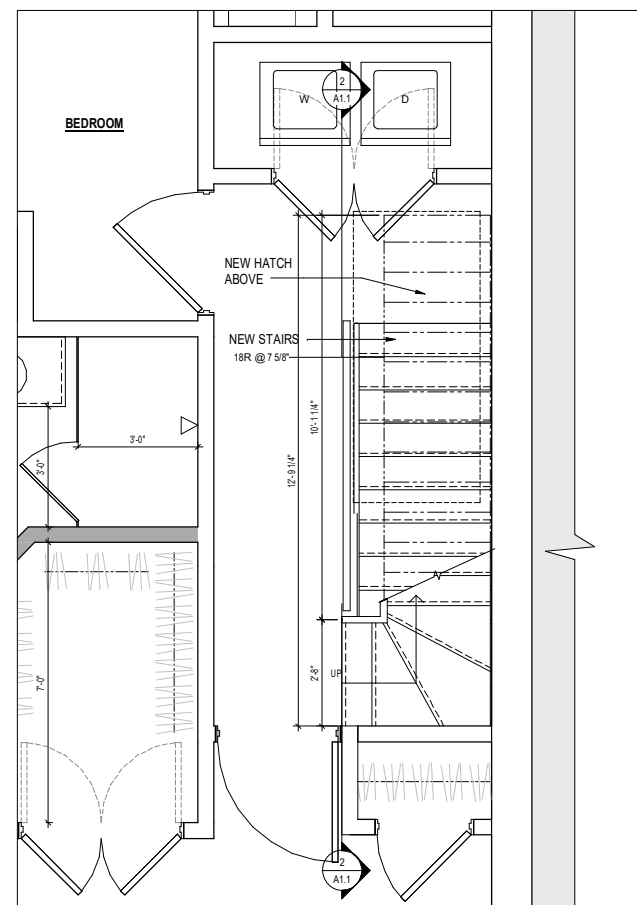 2
A1.1
W
D
BEDROOM
NEW HATCH
ABOVE
NEW STAIRS
18R @ 7 5/8"
10'- 1 1/4"
12'- 9 1/4"
3'-0"
3'-0"
7'-0"
2'-8"
UP
2
A1.1